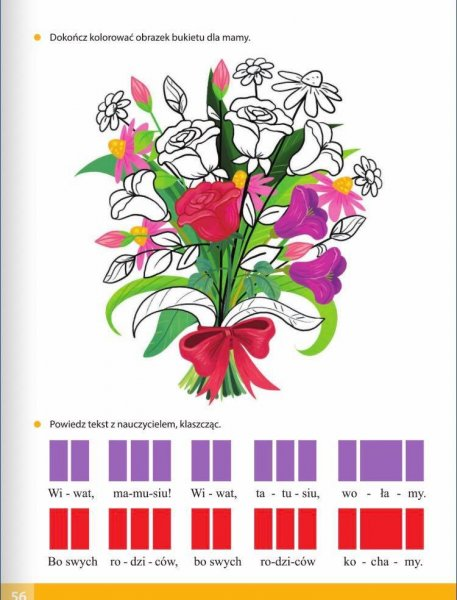 Dokończ kolorować obrazek bukietu dla mamy.
Powiedz tekst z nauczycielem, klaszcząc.
Wi - wat, ma-mu-siu! Wi - wat, ta - tu - siu, wo - ła - my.
Bo swych ro - dzi - ców, bo swych ro-dzi-ców ko - cha - my.
56